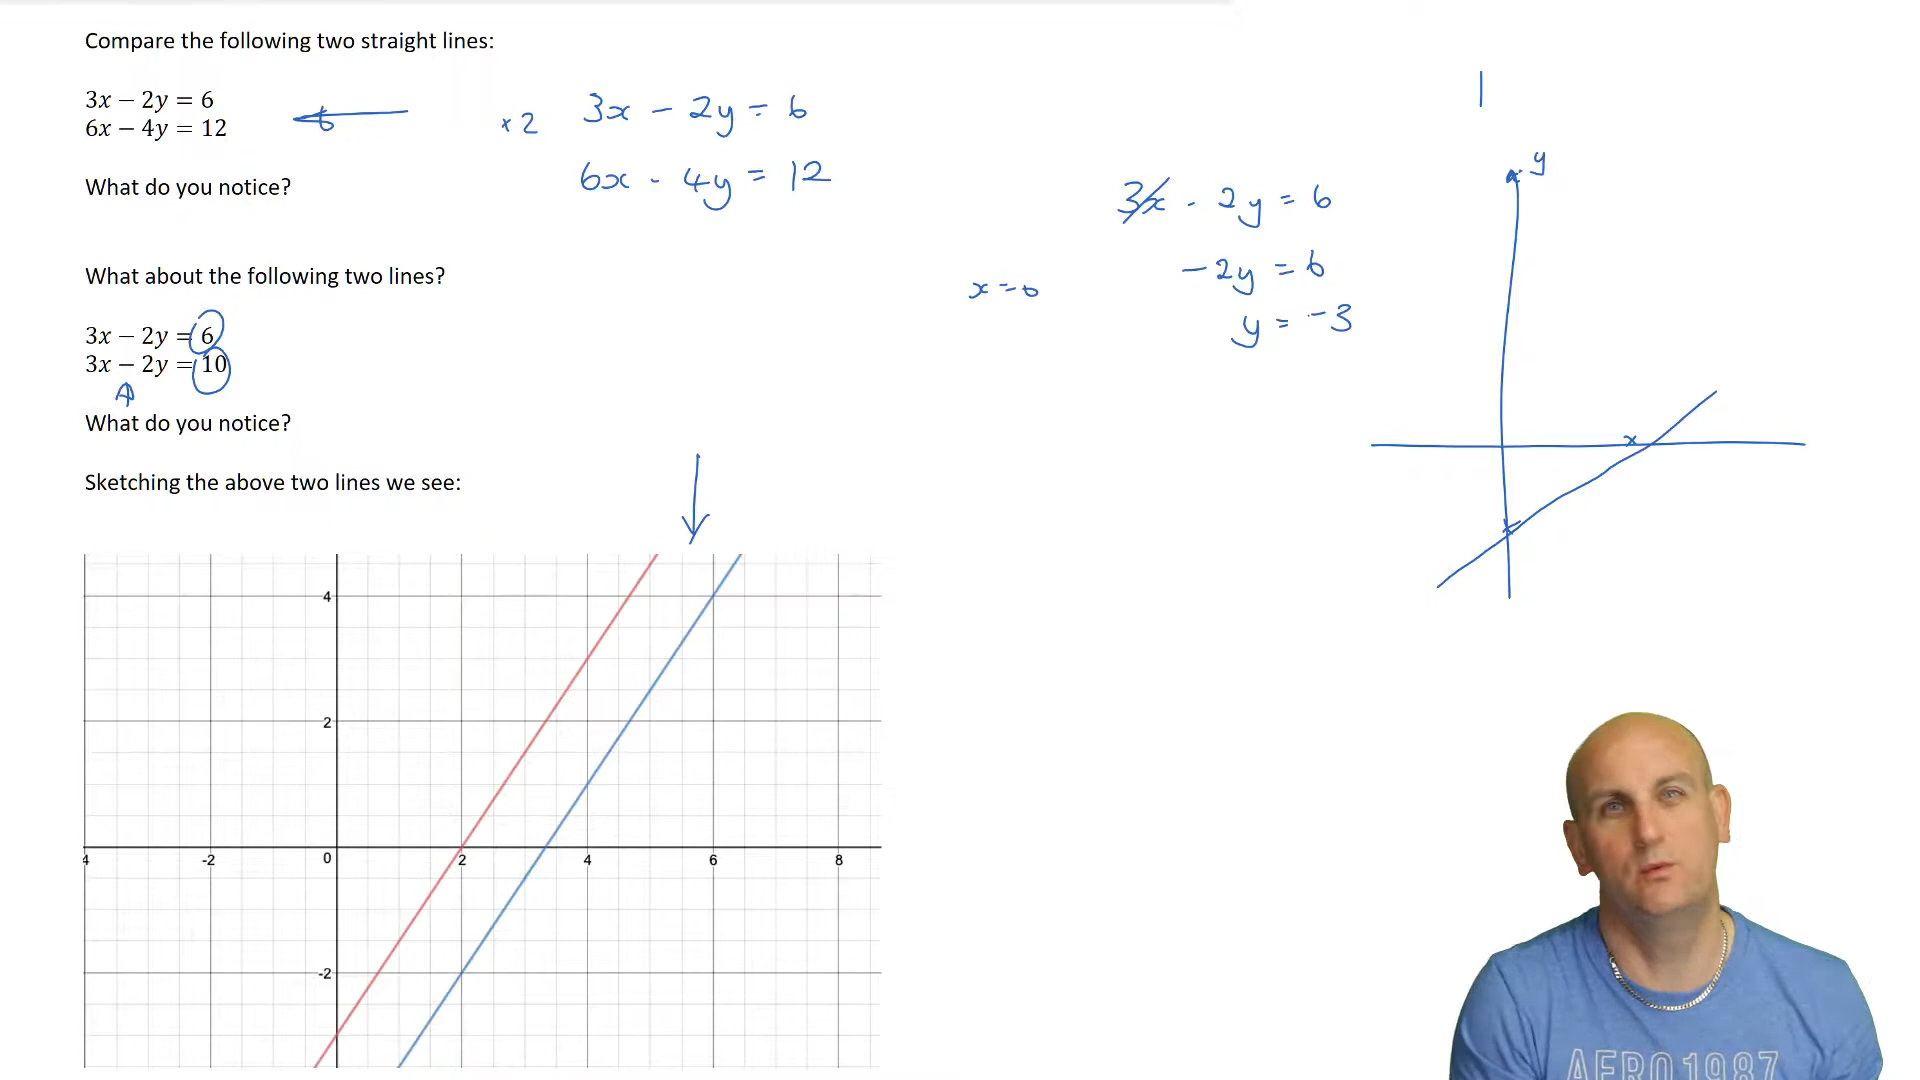 Compare the following two straight lines:
3x − 2y = 6
6x − 4y = 12
What do you notice?
What about the following two lines?
3x − 2y = 6
3x − 2y = 10
What do you notice?
Sketching the above two lines we see:
3x - 2y = 6
×2
6x - 4y = 12
3x - 2y = 6
-2y = 6
x = 0
y = -3
y
x
4
2
4 -2 0 2 4 6 8
-2
AERO 1987